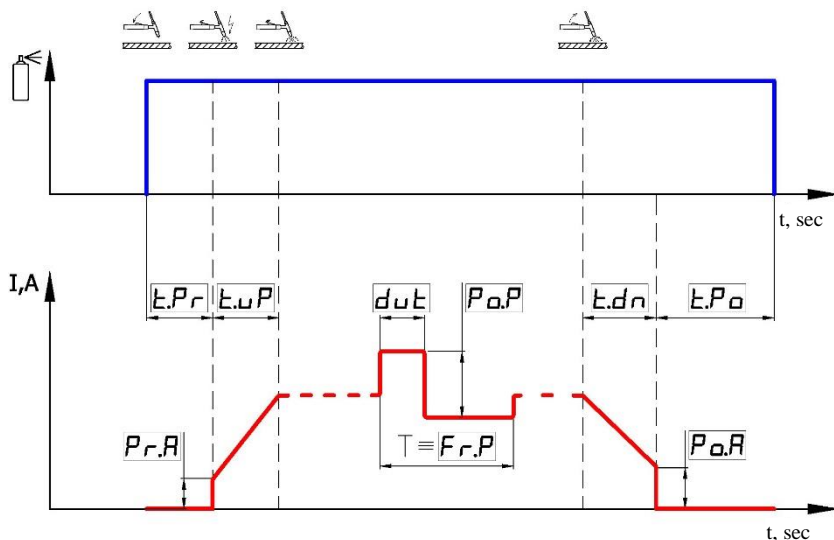 t, sec
I,A
t.Pr t.uP dut Po.P t.dn t.Po
Pr.A T ≡ Fr.P Po.A
t, sec